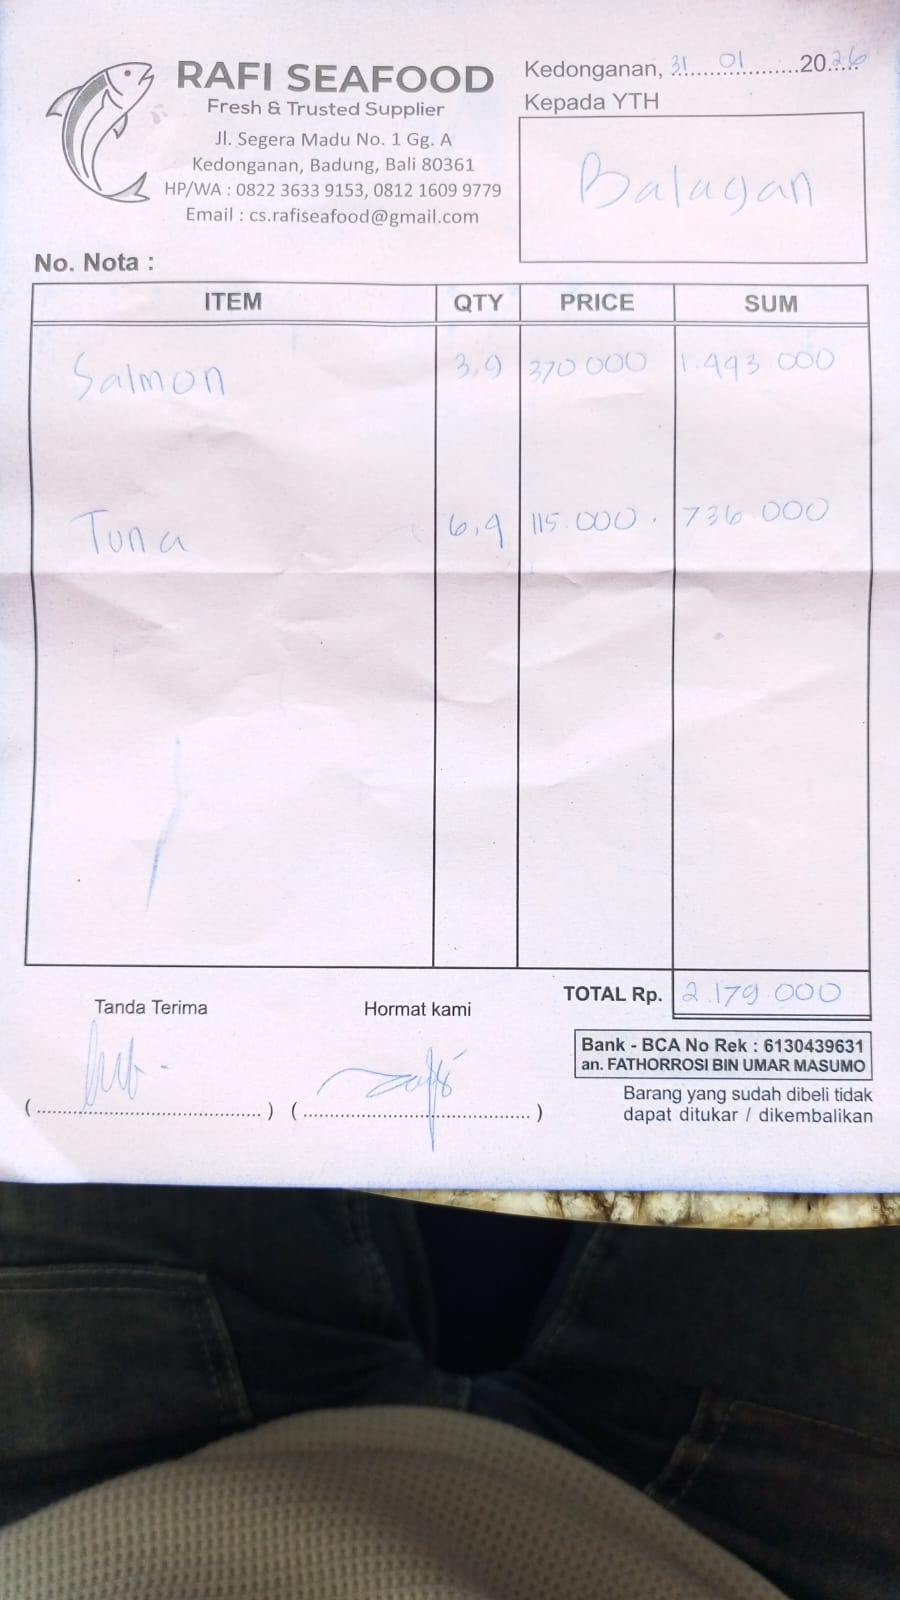 RAFI SEAFOOD
Fresh & Trusted Supplier
Jl. Segera Madu No. 1 Gg. A
Kedonganan, Badung, Bali 80361
HP/WA : 0822 3633 9153, 0812 1609 9779
Email : cs.rafiseafood@gmail.com
Kedonganan, 31 01 2026
Kepada YTH
Balagan
No. Nota :
ITEM QTY PRICE SUM
Salmon 3,9 370 000 1.443.000
Tuna 6,4 115.000. 736.000
TOTAL Rp. 2.179.000
Tanda Terima
Hormat kami
Bank - BCA No Rek : 6130439631
an. FATHORROSI BIN UMAR MASUMO
Barang yang sudah dibeli tidak
dapat ditukar / dikembalikan